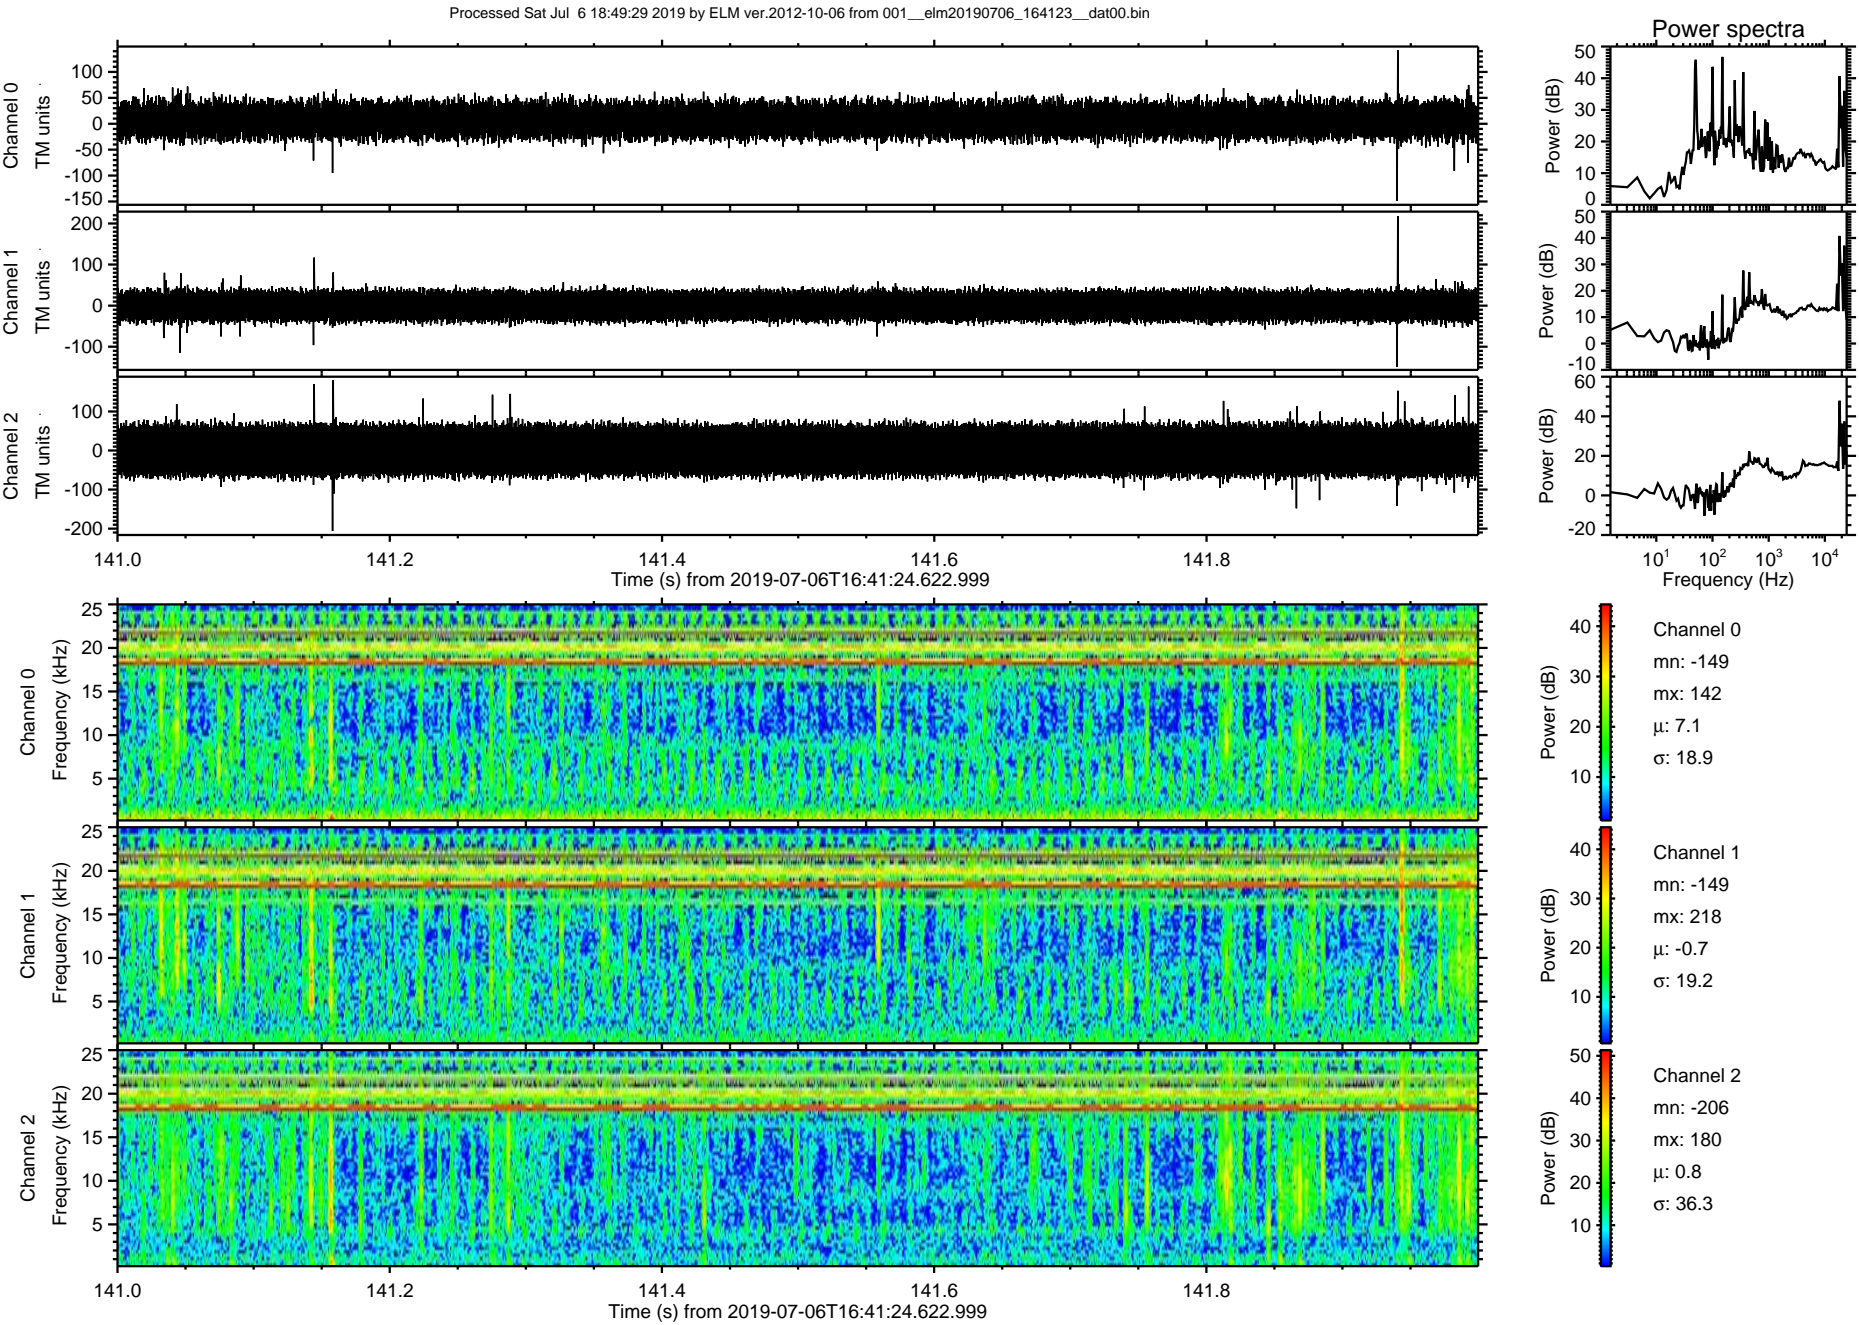 Processed Sat Jul  6 18:49:29 2019 by ELM ver.2012-10-06 from 001__elm20190706_164123__dat00.bin
Power spectra
Channel 0
TM units
100
50
0
-50
-100
-150
Power (dB)
50
40
30
20
10
0
Channel 1
TM units
200
100
0
-100
Power (dB)
50
40
30
20
10
0
-10
Channel 2
TM units
100
0
-100
-200
Power (dB)
60
40
20
0
-20
141.0 141.2 141.4 141.6 141.8
Time (s) from 2019-07-06T16:41:24.622.999
10¹ 10² 10³ 10⁴
Frequency (Hz)
Channel 0
Frequency (kHz)
25
20
15
10
5
Power (dB)
40
30
20
10
Channel 0
mn: -149
mx: 142
μ: 7.1
σ: 18.9
Channel 1
Frequency (kHz)
25
20
15
10
5
Power (dB)
40
30
20
10
Channel 1
mn: -149
mx: 218
μ: -0.7
σ: 19.2
Channel 2
Frequency (kHz)
25
20
15
10
5
Power (dB)
50
40
30
20
10
Channel 2
mn: -206
mx: 180
μ: 0.8
σ: 36.3
141.0 141.2 141.4 141.6 141.8
Time (s) from 2019-07-06T16:41:24.622.999